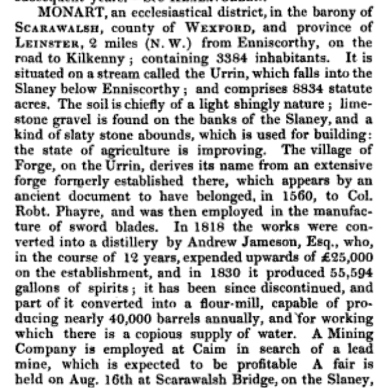 MONART, an ecclesiastical district, in the barony of
SCARAWALSH, county of WEXFORD, and province of
LEINSTER, 2 miles (N. W.) from Enniscorthy, on the
road to Kilkenny ; containing 3384 inhabitants. It is
situated on a stream called the Urrin, which falls into the
Slaney below Enniscorthy ; and comprises 8834 statute
acres. The soil is chiefly of a light shingly nature ; lime-
stone gravel is found on the banks of the Slaney, and a
kind of slaty stone abounds, which is used for building :
the state of agriculture is improving. The village of
Forge, on the Urrin, derives its name from an extensive
forge formerly established there, which appears by an
ancient document to have belonged, in 1560, to Col.
Robt. Phayre, and was then employed in the manufac-
ture of sword blades. In 1818 the works were con-
verted into a distillery by Andrew Jameson, Esq., who,
in the course of 12 years, expended upwards of £25,000
on the establishment, and in 1830 it produced 55,594
gallons of spirits ; it has been since discontinued, and
part of it converted into a flour-mill, capable of pro-
ducing nearly 40,000 barrels annually, and for working
which there is a copious supply of water. A Mining
Company is employed at Caim in search of a lead
mine, which is expected to be profitable A fair is
held on Aug. 16th at Scarawalsh Bridge, on the Slaney,